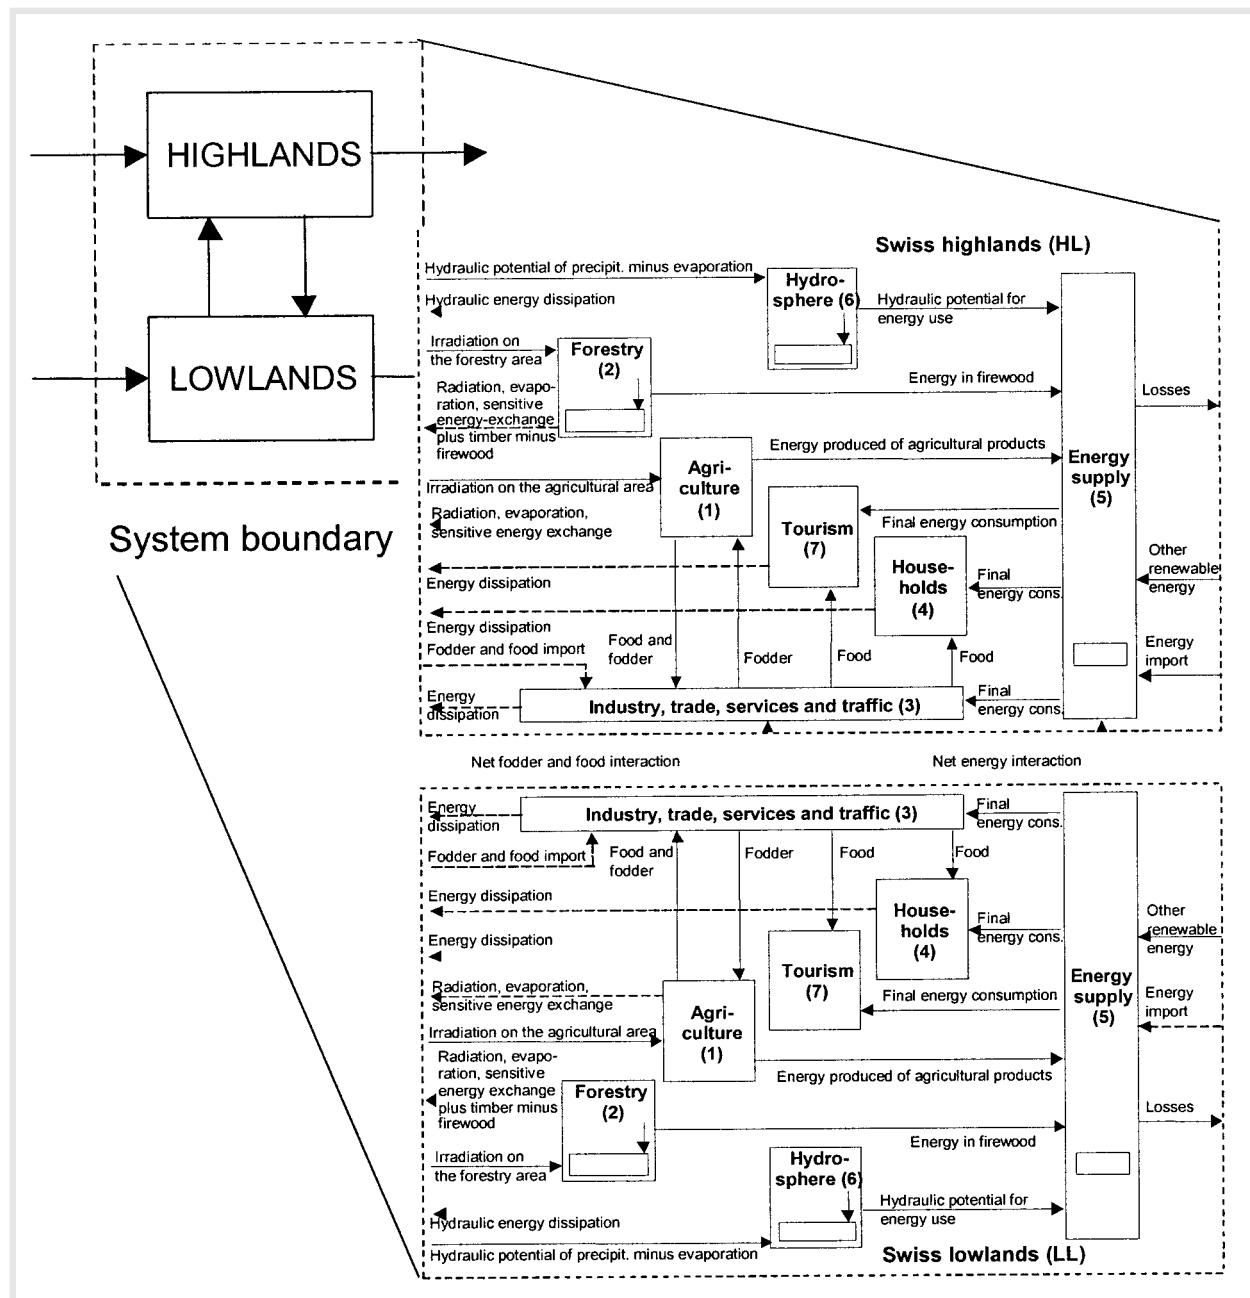 HIGHLANDS
LOWLANDS
System boundary
Swiss highlands (HL)
Hydraulic potential of precipit. minus evaporation
Hydro-
sphere (6)
Hydraulic energy dissipation
Hydraulic potential for
energy use
Irradiation on
the forestry area
Forestry
(2)
Radiation, evapo-
ration, sensitive
energy-exchange
plus timber minus
firewood
Energy in firewood
Losses
Energy produced of agricultural products
Agri-
culture
(1)
Energy
supply
(5)
Irradiation on the agricultural area
Radiation, evaporation,
sensitive energy exchange
Tourism
(7)
Final energy consumption
Other
renewable
energy
Energy dissipation
House-
holds
(4)
Final
energy cons.
Energy dissipation
Fodder and food import
Food and
fodder
Fodder
Food
Food
Energy
import
Energy
dissipation
Industry, trade, services and traffic (3)
Final
energy cons.
Net fodder and food interaction
Net energy interaction
Energy
dissipation
Industry, trade, services and traffic (3)
Final
energy cons.
Fodder and food import
Food and
fodder
Fodder
Food
Food
Energy dissipation
House-
holds
(4)
Final
energy cons.
Other
renewable
energy
Energy dissipation
Tourism
(7)
Energy
supply
(5)
Radiation, evaporation,
sensitive energy exchange
Final energy consumption
Energy
import
Agri-
culture
(1)
Irradiation on the agricultural area
Radiation, evapo-
ration, sensitive
energy exchange
plus timber minus
firewood
Energy produced of agricultural products
Forestry
(2)
Losses
Energy in firewood
Irradiation on
the forestry area
Hydro-
sphere (6)
Hydraulic potential for
energy use
Hydraulic energy dissipation
Hydraulic potential of precipit. minus evaporation
Swiss lowlands (LL)